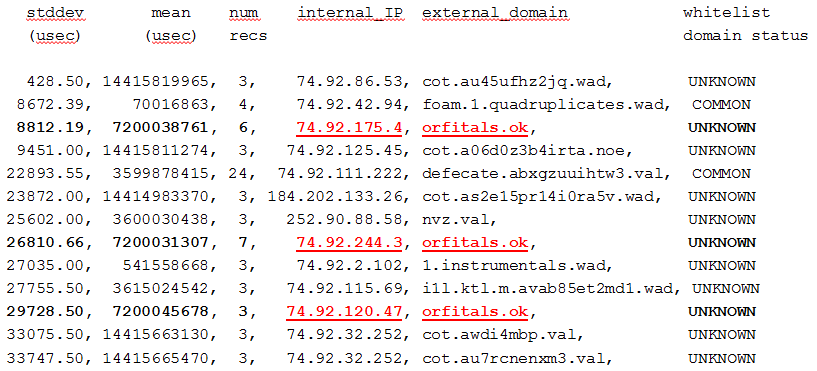 stddev mean num internal_IP external_domain whitelist
(usec) (usec) recs domain status
428.50, 14415819965, 3, 74.92.86.53, cot.au45ufhz2jq.wad, UNKNOWN
8672.39, 70016863, 4, 74.92.42.94, foam.1.quadruplicates.wad, COMMON
8812.19, 7200038761, 6, 74.92.175.4, orfitals.ok, UNKNOWN
9451.00, 14415811274, 3, 74.92.125.45, cot.a06d0z3b4irta.noe, UNKNOWN
22893.55, 3599878415, 24, 74.92.111.222, defecate.abxgzuuihtw3.val, COMMON
23872.00, 14414983370, 3, 184.202.133.26, cot.as2e15pr14i0ra5v.wad, UNKNOWN
25602.00, 3600030438, 3, 252.90.88.58, nvz.val, UNKNOWN
26810.66, 7200031307, 7, 74.92.244.3, orfitals.ok, UNKNOWN
27035.00, 541558668, 3, 74.92.2.102, 1.instrumentals.wad, UNKNOWN
27755.50, 3615024542, 3, 74.92.115.69, ill.ktl.m.avab85et2md1.wad, UNKNOWN
29728.50, 7200045678, 3, 74.92.120.47, orfitals.ok, UNKNOWN
33075.50, 14415663130, 3, 74.92.32.252, cot.awdi4mbp.val, UNKNOWN
33747.50, 14415665470, 3, 74.92.32.252, cot.au7rcnenxm3.val, UNKNOWN